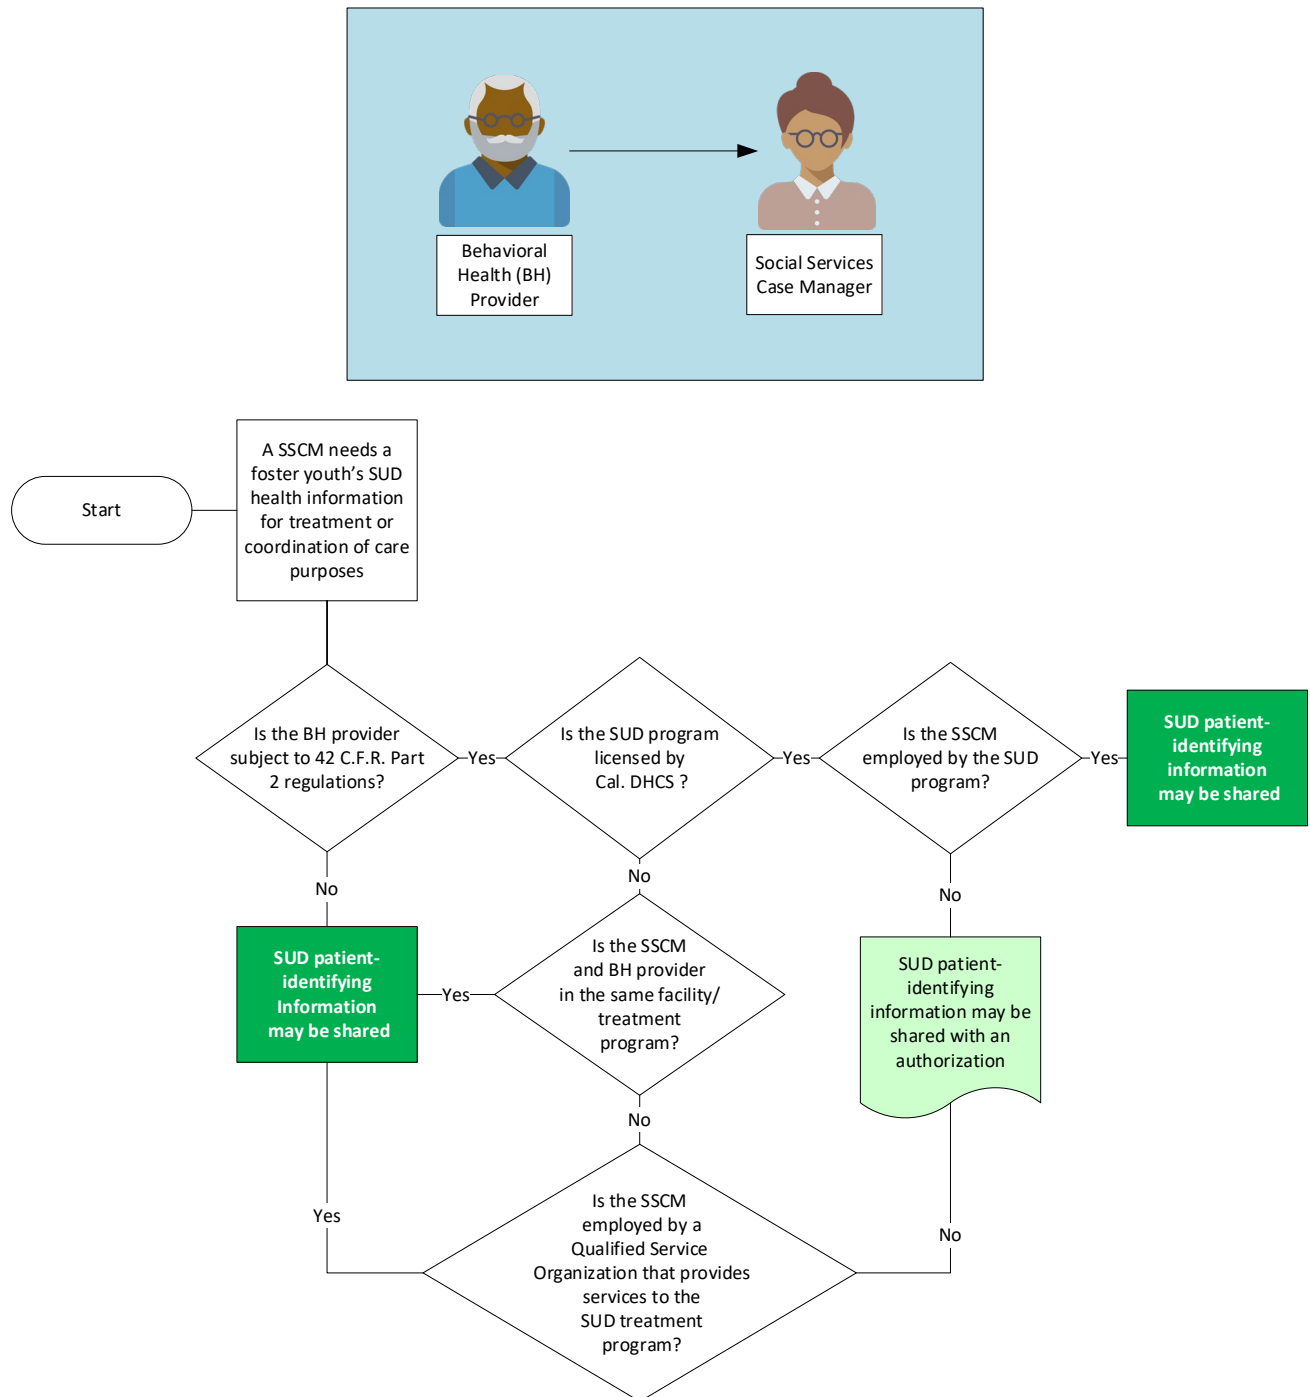 Behavioral
Health (BH)
Provider
Social Services
Case Manager
Start
A SSCM needs a
foster youth’s SUD
health information
for treatment or
coordination of care
purposes
Is the BH provider
subject to 42 C.F.R. Part
2 regulations?
Yes
Is the SUD program
licensed by
Cal. DHCS ?
Yes
Is the SSCM
employed by the SUD
program?
Yes
SUD patient-
identifying
information
may be shared
No
No
No
SUD patient-
identifying
Information
may be shared
Yes
Is the SSCM
and BH provider
in the same facility/
treatment
program?
SUD patient-
identifying
information may be
shared with an
authorization
No
Yes
Is the SSCM
employed by a
Qualified Service
Organization that provides
services to the
SUD treatment
program?
No